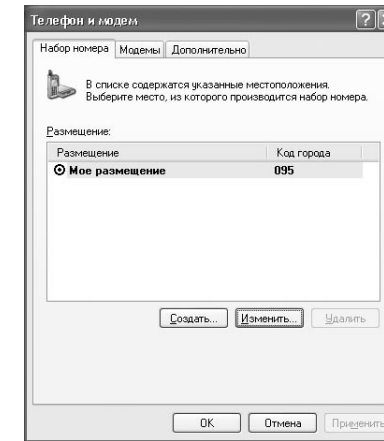 Телефон и модем
Набор номера Модемы Дополнительно
В списке содержатся указанные местоположения.
Выберите место, из которого производится набор номера.
Размещение:
Размещение Код города
Мое размещение 095
Создать... Изменить... Удалить
OK Отмена Применить